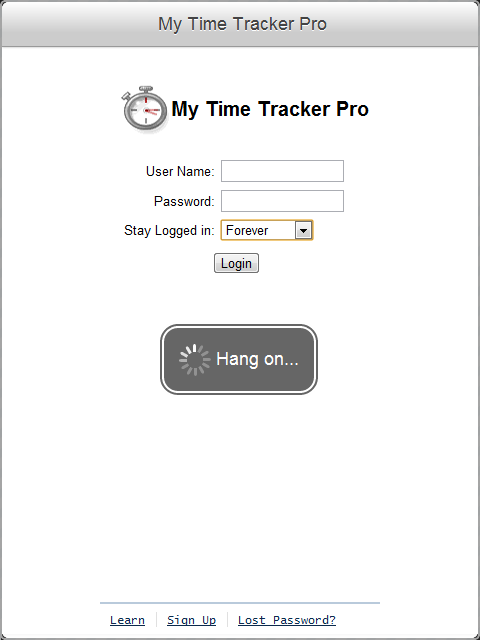 My Time Tracker Pro
My Time Tracker Pro
User Name:
Password:
Stay Logged in: Forever
Login
Hang on...
Learn Sign Up Lost Password?